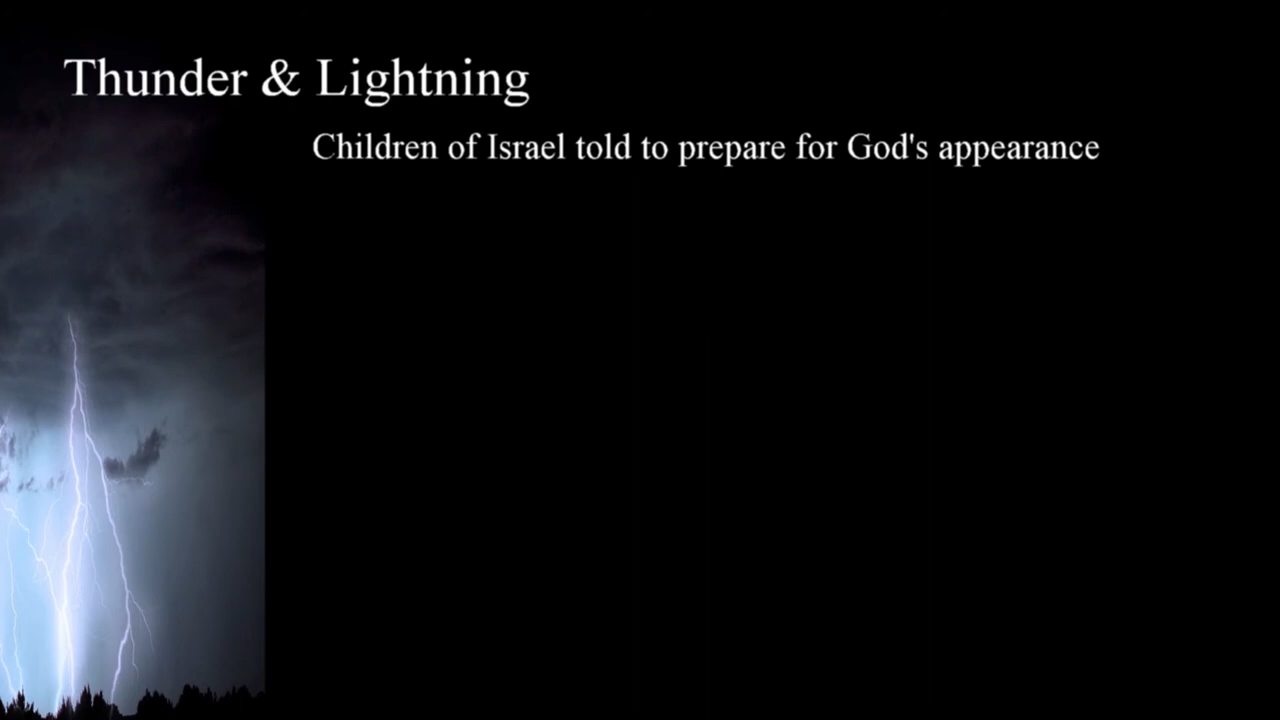 Thunder & Lightning
Children of Israel told to prepare for God's appearance